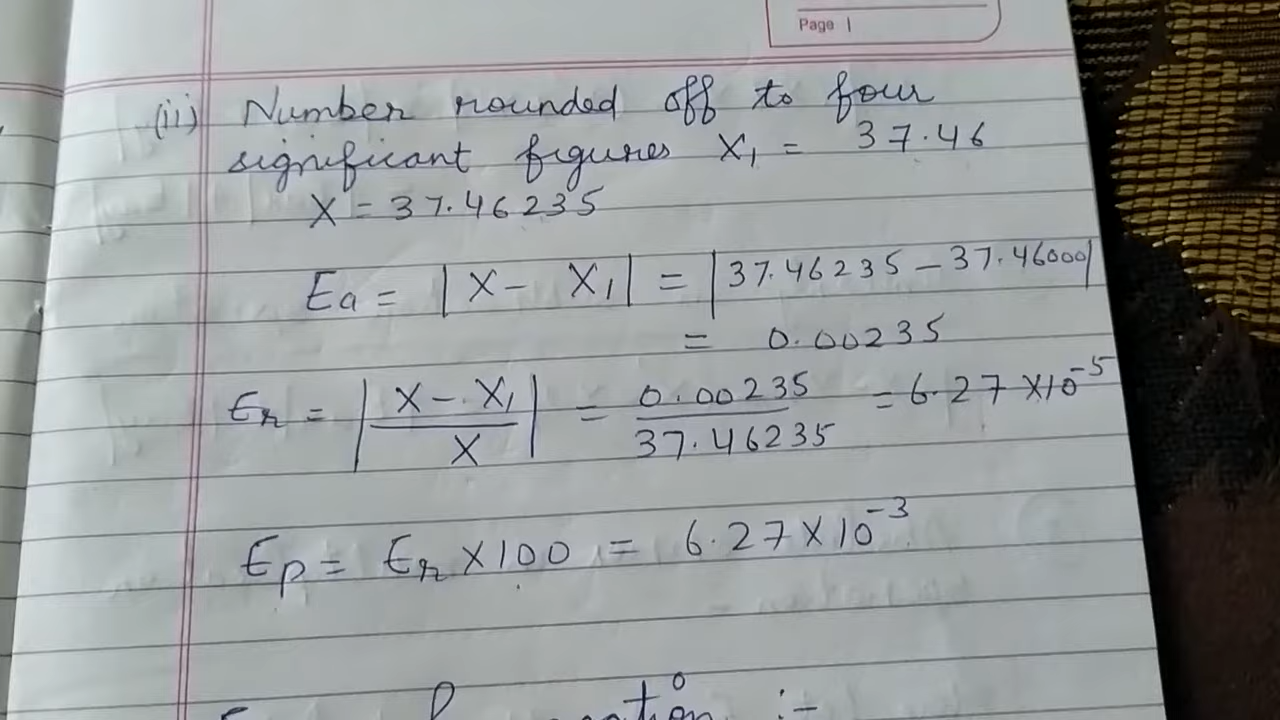 Page 1
(ii) Number rounded off to four
significant figures X₁ = 37.46
X = 37.46235
Ea = |X - X₁| = |37.46235 - 37.46000|
= 0.00235
Er = |X - X₁ / X| = 0.00235 / 37.46235 = 6.27 X10⁻⁵
Ep = Er X100 = 6.27 X 10⁻³